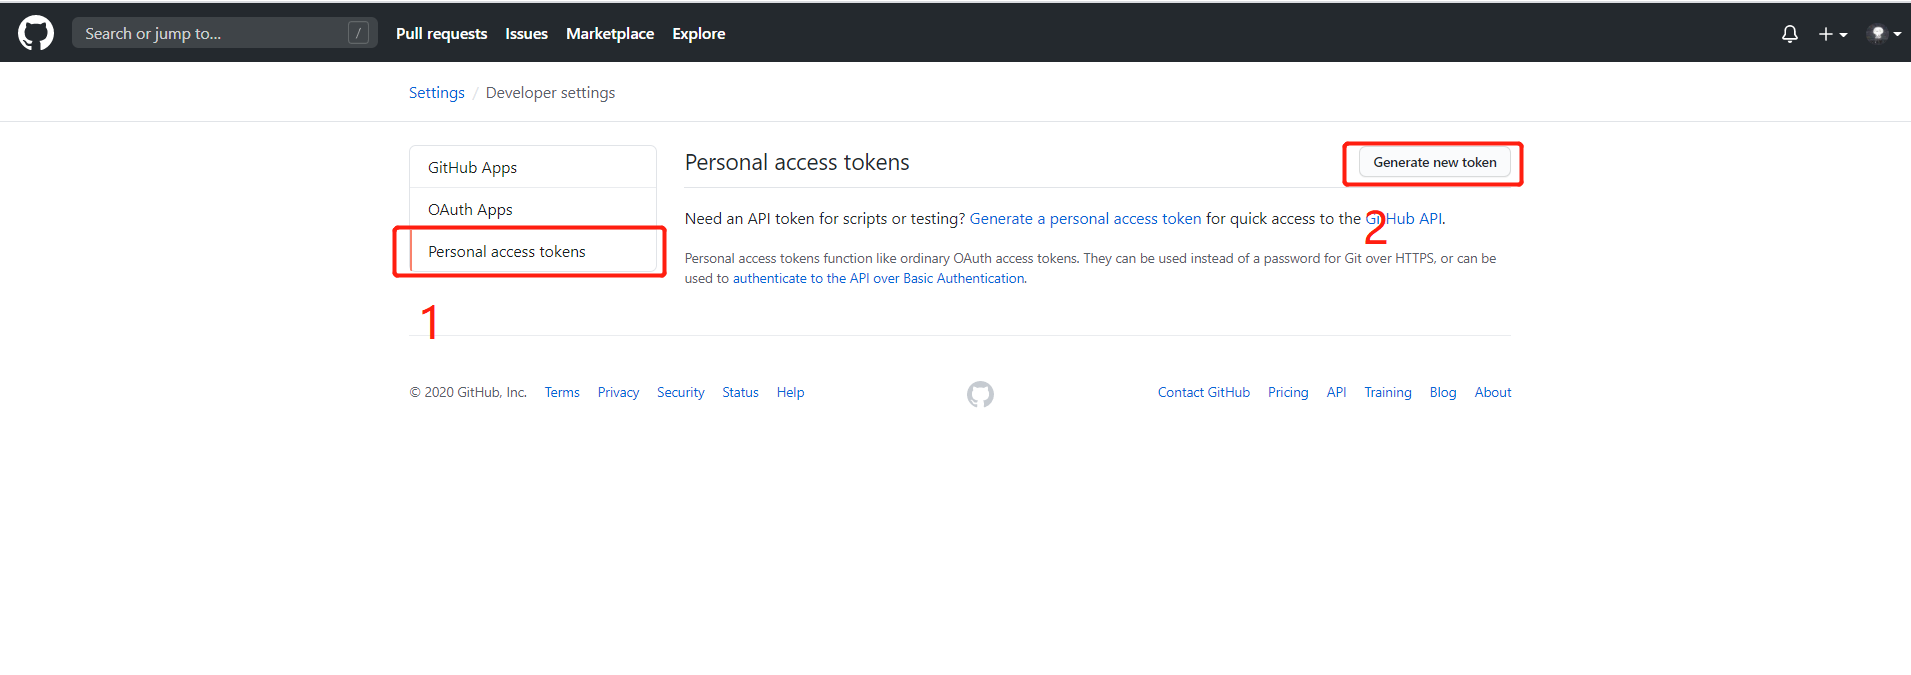 Search or jump to... / Pull requests Issues Marketplace Explore
Settings / Developer settings
GitHub Apps
OAuth Apps
Personal access tokens
1
Personal access tokens
Generate new token
Need an API token for scripts or testing? Generate a personal access token for quick access to the GitHub API.
2
Personal access tokens function like ordinary OAuth access tokens. They can be used instead of a password for Git over HTTPS, or can be
used to authenticate to the API over Basic Authentication.
© 2020 GitHub, Inc. Terms Privacy Security Status Help Contact GitHub Pricing API Training Blog About